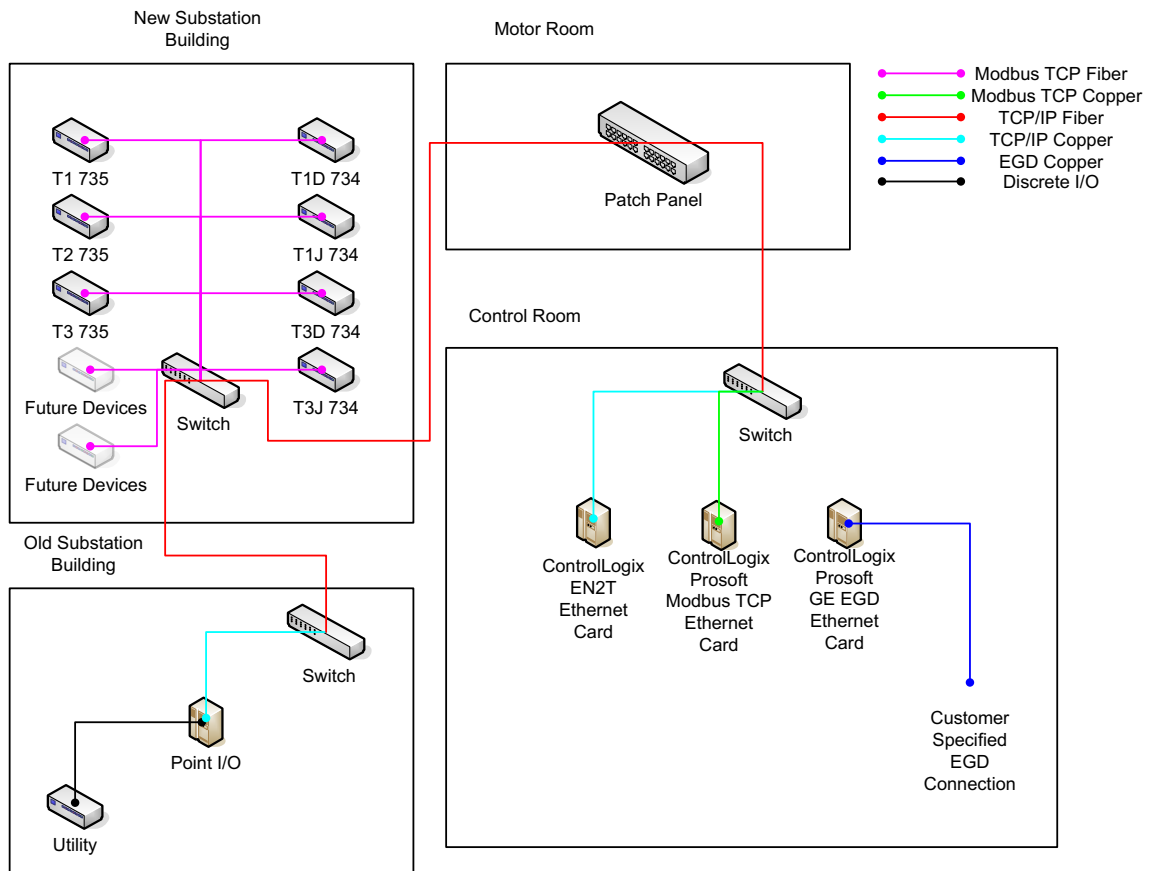 New Substation
Building
Motor Room
Modbus TCP Fiber
Modbus TCP Copper
TCP/IP Fiber
TCP/IP Copper
EGD Copper
Discrete I/O
T1 735
T1D 734
Patch Panel
T2 735
T1J 734
T3 735
T3D 734
Control Room
Future Devices
Switch
T3J 734
Switch
Future Devices
Old Substation
Building
ControlLogix
EN2T
Ethernet
Card
ControlLogix
Prosoft
Modbus TCP
Ethernet
Card
ControlLogix
Prosoft
GE EGD
Ethernet
Card
Switch
Point I/O
Customer
Specified
EGD
Connection
Utility